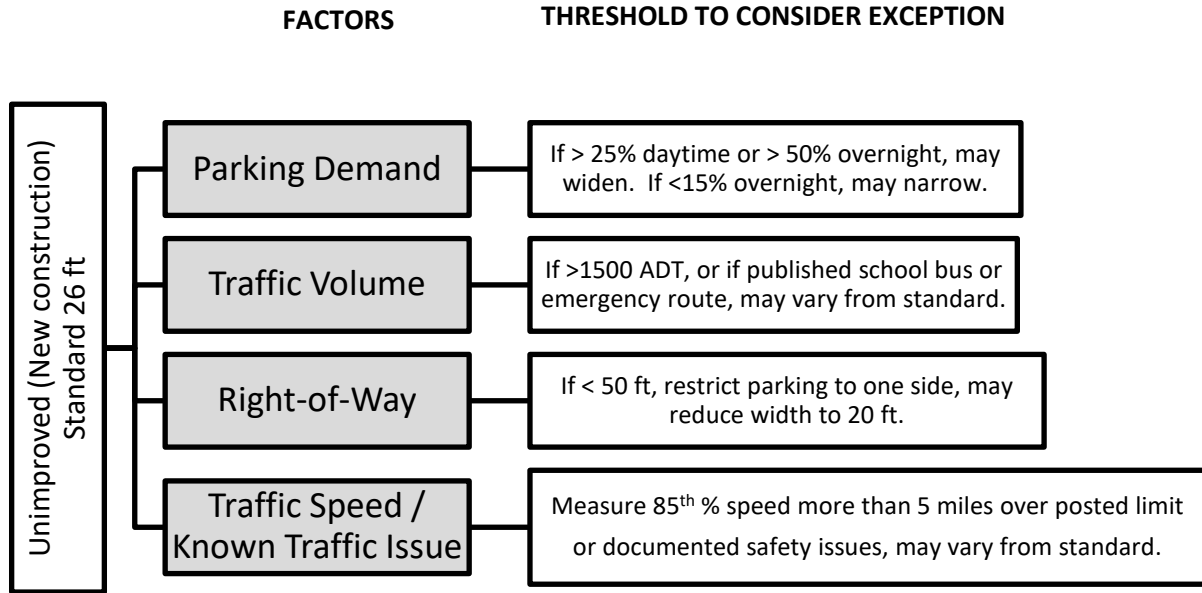 FACTORS
THRESHOLD TO CONSIDER EXCEPTION
Unimproved (New construction)
Standard 26 ft
Parking Demand
If > 25% daytime or > 50% overnight, may
widen.  If <15% overnight, may narrow.
Traffic Volume
If >1500 ADT, or if published school bus or
emergency route, may vary from standard.
Right-of-Way
If < 50 ft, restrict parking to one side, may
reduce width to 20 ft.
Traffic Speed /
Known Traffic Issue
Measure 85th % speed more than 5 miles over posted limit
or documented safety issues, may vary from standard.